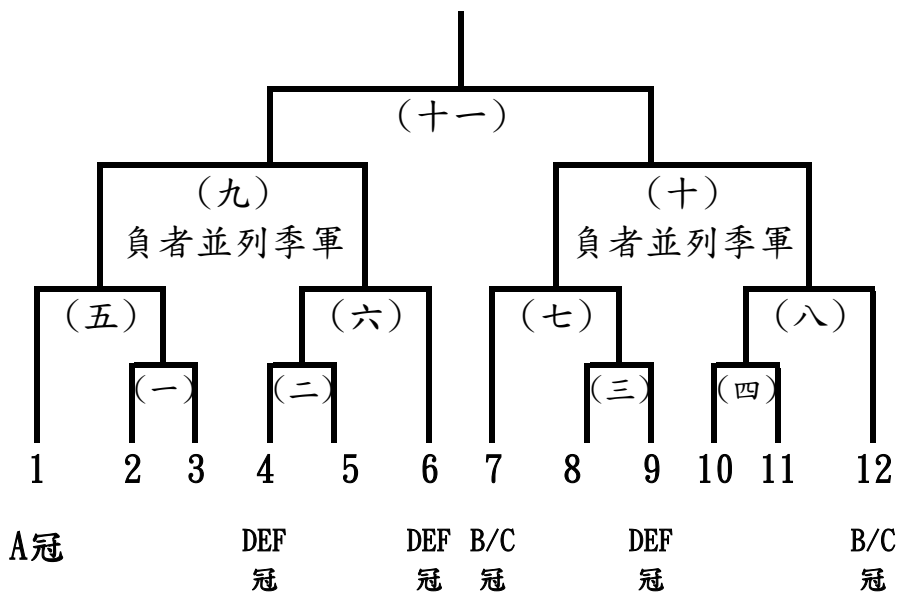 （十一）
（九） （十）
負者並列季軍 負者並列季軍
（五） （六） （七） （八）
（一） （二） （三） （四）
1 2 3 4 5 6 7 8 9 10 11 12
A冠 DEF DEF B/C DEF B/C
冠 冠 冠 冠 冠